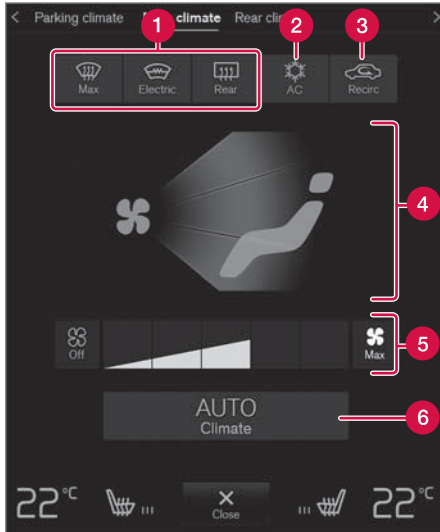 < Parking climate climate Rear >
1 2 3
Max Electric Rear AC Recirc
4
Off Max
5
AUTO
Climate
6
22°C × 22°C
Close